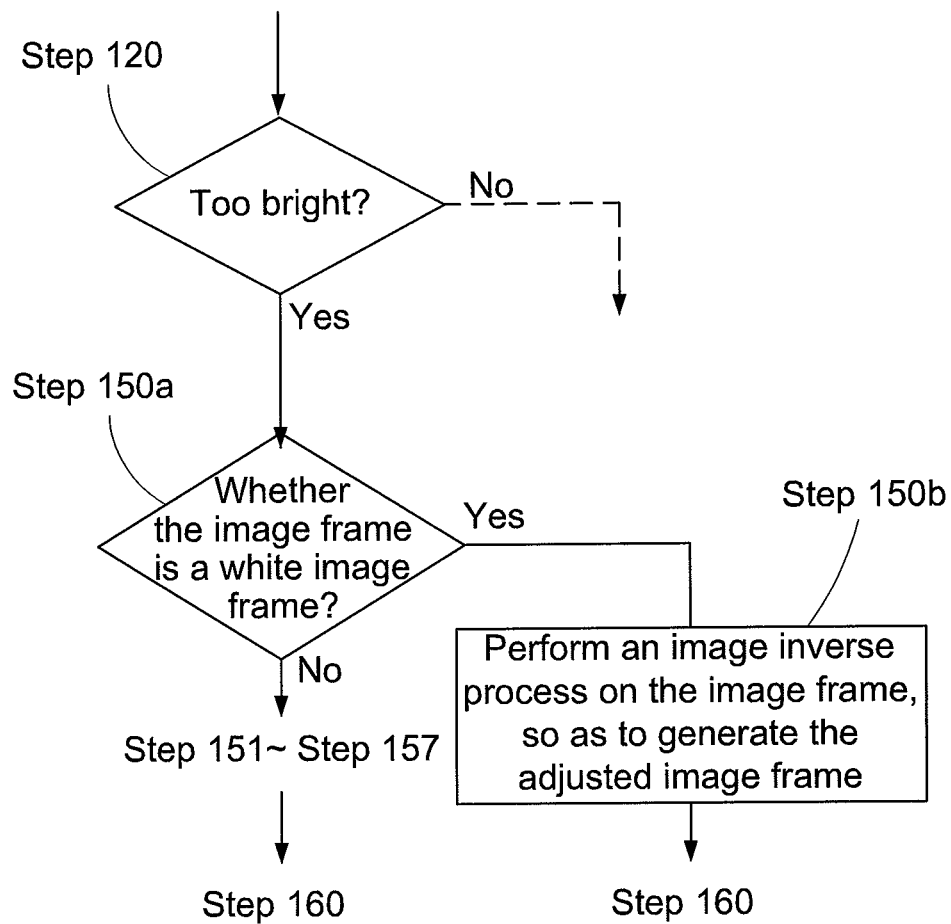 Step 120
Too bright?
No
Yes
Step 150a
Whether
the image frame
is a white image
frame?
Yes
Step 150b
No
Perform an image inverse
process on the image frame,
so as to generate the
adjusted image frame
Step 151~ Step 157
Step 160
Step 160